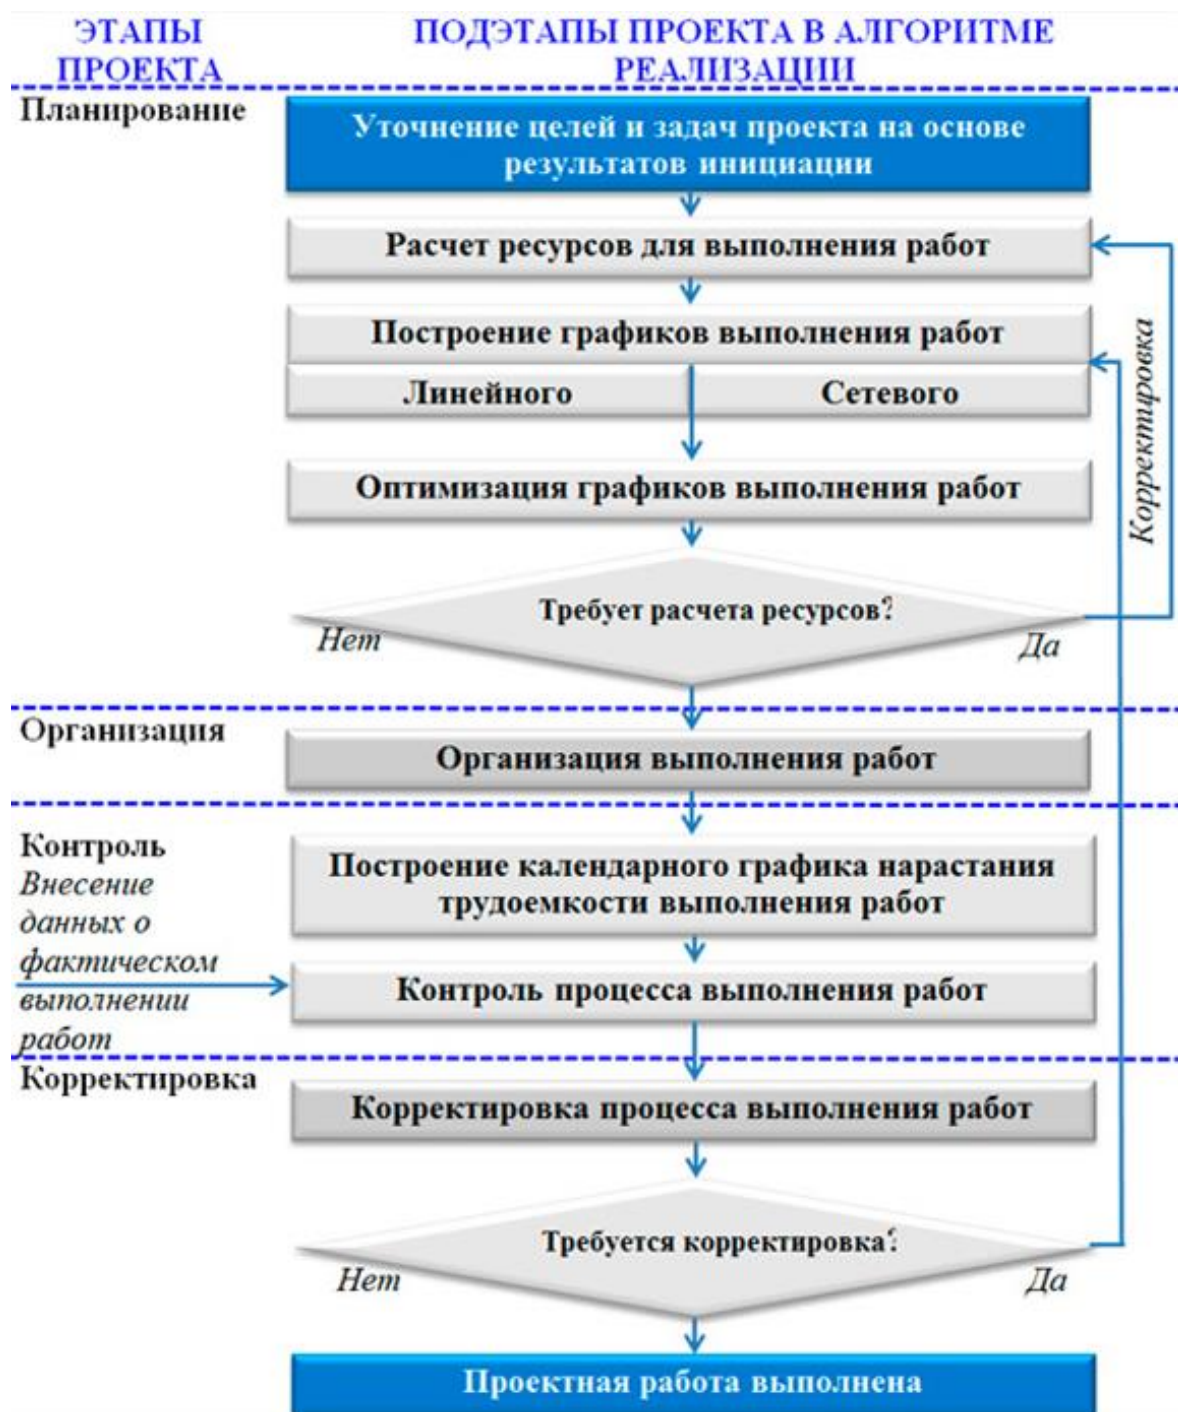 ЭТАПЫ
ПРОЕКТА
ПОДЭТАПЫ ПРОЕКТА В АЛГОРИТМЕ
РЕАЛИЗАЦИИ
Планирование
Уточнение целей и задач проекта на основе
результатов инициации
Расчет ресурсов для выполнения работ
Построение графиков выполнения работ
Линейного
Сетевого
Оптимизация графиков выполнения работ
Требует расчета ресурсов?
Нет
Да
Корректировка
Организация
Организация выполнения работ
Контроль
Внесение
данных о
фактическом
выполнении
работ
Построение календарного графика нарастания
трудоемкости выполнения работ
Контроль процесса выполнения работ
Корректировка
Корректировка процесса выполнения работ
Требуется корректировка?
Нет
Да
Проектная работа выполнена